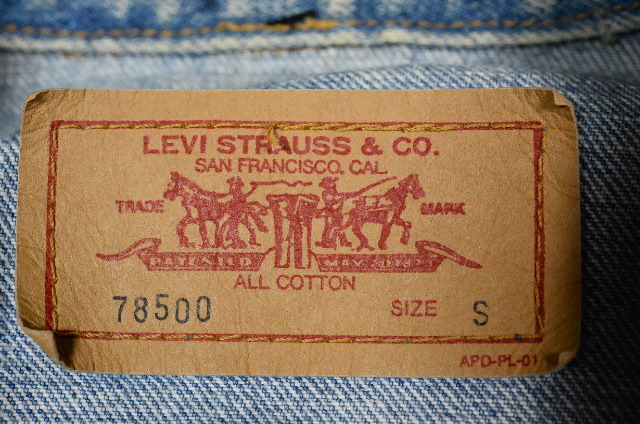 LEVI STRAUSS & CO.
SAN FRANCISCO. CAL.
TRADE MARK
ALL COTTON
78500 SIZE S
APD-PL-01